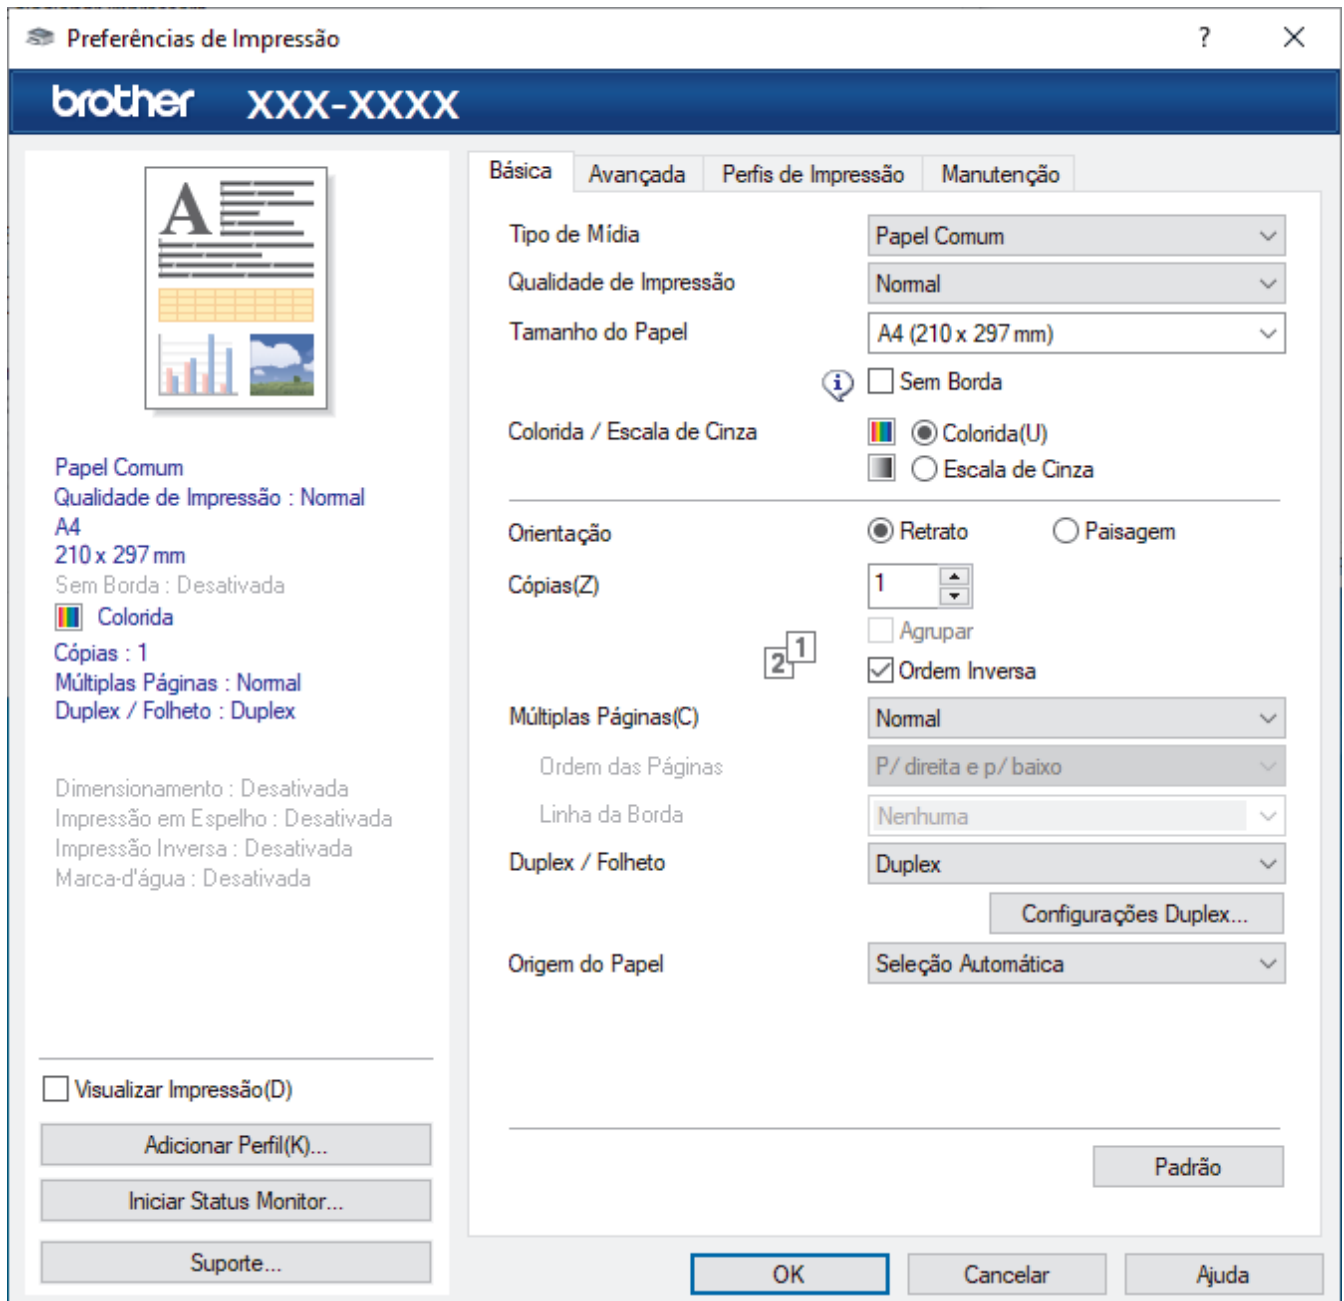 Preferências de Impressão
?
brother XXX-XXXX
A
Papel Comum
Qualidade de Impressão : Normal
A4
210 x 297 mm
Sem Borda : Desativada
Colorida
Cópias : 1
Múltiplas Páginas : Normal
Duplex / Folheto : Duplex
Dimensionamento : Desativada
Impressão em Espelho : Desativada
Impressão Inversa : Desativada
Marca-d'água : Desativada
Visualizar Impressão(D)
Adicionar Perfil(K)...
Iniciar Status Monitor...
Suporte...
Básica Avançada Perfis de Impressão Manutenção
Tipo de Mídia Papel Comum
Qualidade de Impressão Normal
Tamanho do Papel A4 (210 x 297 mm)
i Sem Borda
Colorida / Escala de Cinza Colorida(U)
Escala de Cinza
Orientação Retrato Paisagem
Cópias(Z) 1
Agrupar
2 1 Ordem Inversa
Múltiplas Páginas(C) Normal
Ordem das Páginas P/ direita e p/ baixo
Linha da Borda Nenhuma
Duplex / Folheto Duplex
Configurações Duplex...
Origem do Papel Seleção Automática
Padrão
OK Cancelar Ajuda